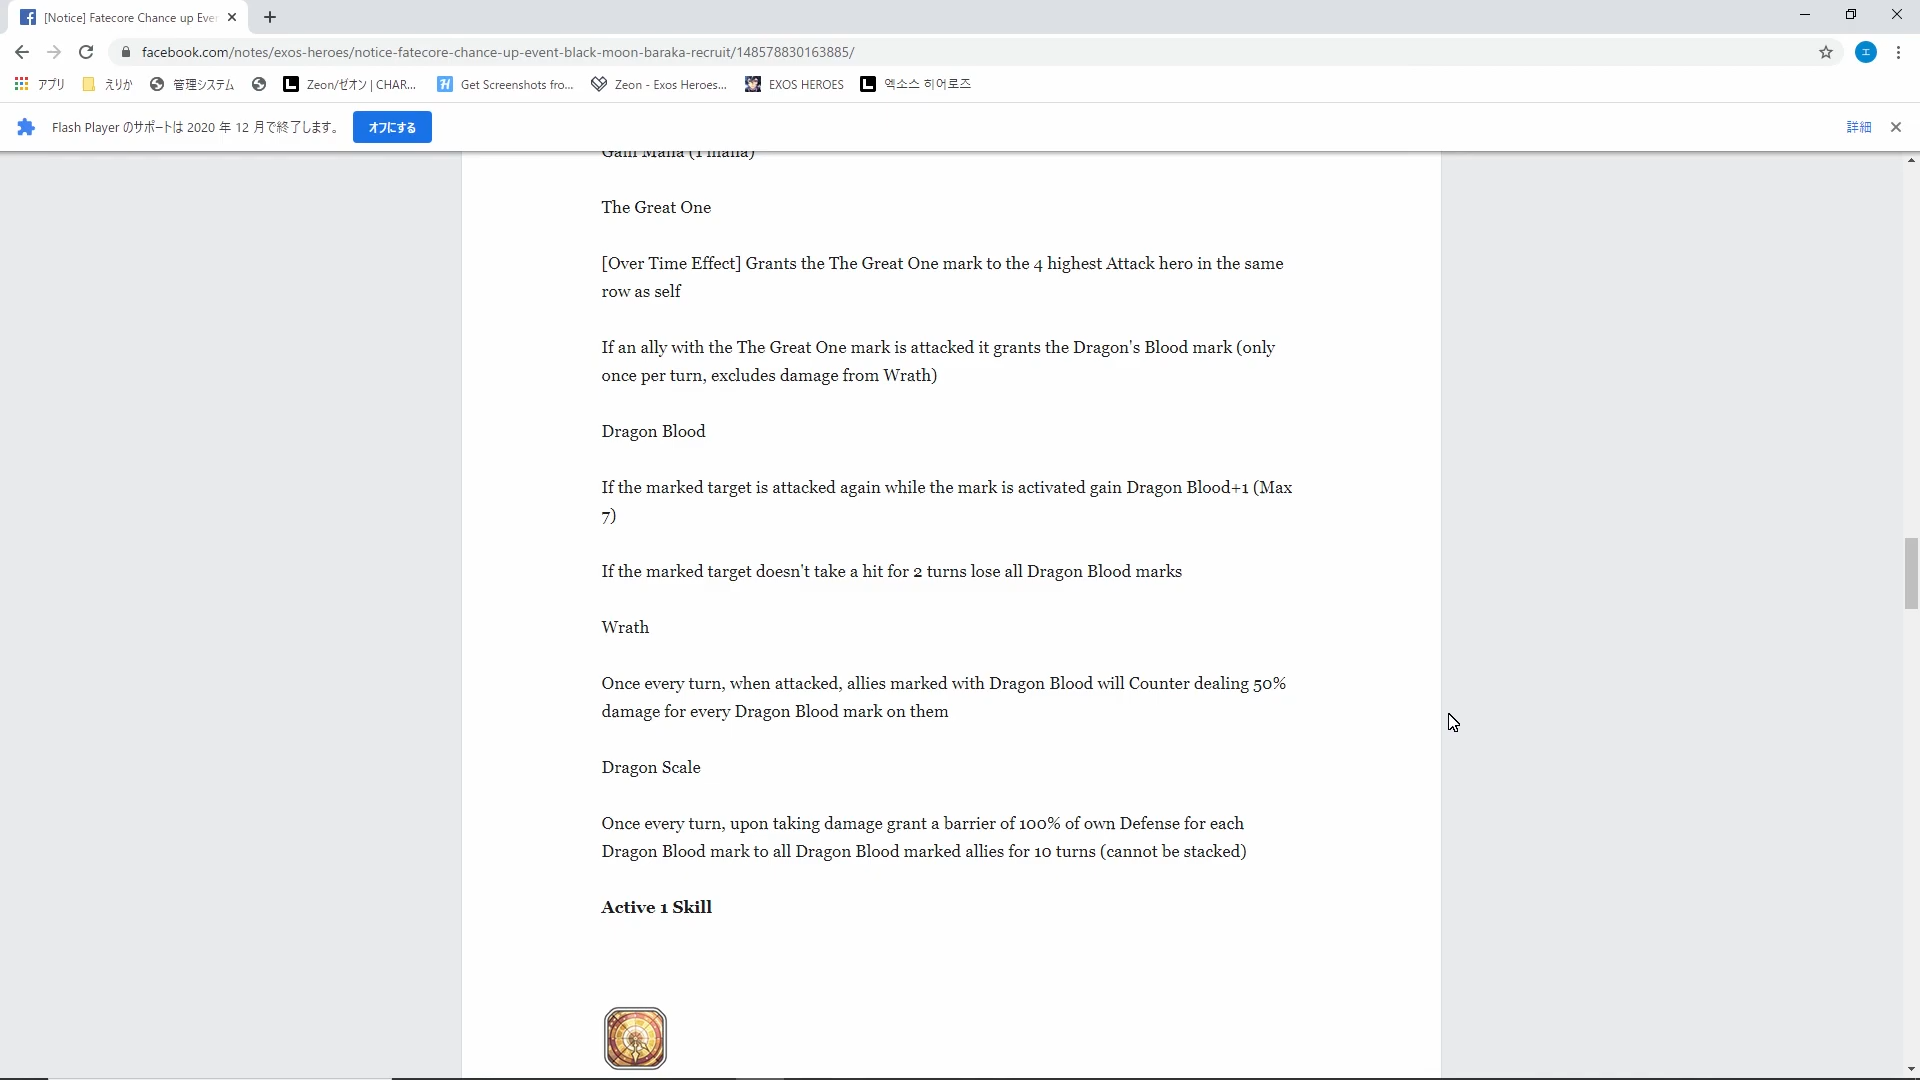 [Notice] Fatecore Chance up Eve
facebook.com/notes/exos-heroes/notice-fatecore-chance-up-event-black-moon-baraka-recruit/148578830163885/
アプリ えりか 管理システム Zeon/ゼオン | CHAR... Get Screenshots fro... Zeon - Exos Heroes... EXOS HEROES 엑소스 히어로즈
Flash Player のサポートは 2020 年 12 月で終了します。 オフにする 詳細
Gain Mana (1 mana)
The Great One
[Over Time Effect] Grants the The Great One mark to the 4 highest Attack hero in the same
row as self
If an ally with the The Great One mark is attacked it grants the Dragon's Blood mark (only
once per turn, excludes damage from Wrath)
Dragon Blood
If the marked target is attacked again while the mark is activated gain Dragon Blood+1 (Max
7)
If the marked target doesn't take a hit for 2 turns lose all Dragon Blood marks
Wrath
Once every turn, when attacked, allies marked with Dragon Blood will Counter dealing 50%
damage for every Dragon Blood mark on them
Dragon Scale
Once every turn, upon taking damage grant a barrier of 100% of own Defense for each
Dragon Blood mark to all Dragon Blood marked allies for 10 turns (cannot be stacked)
Active 1 Skill